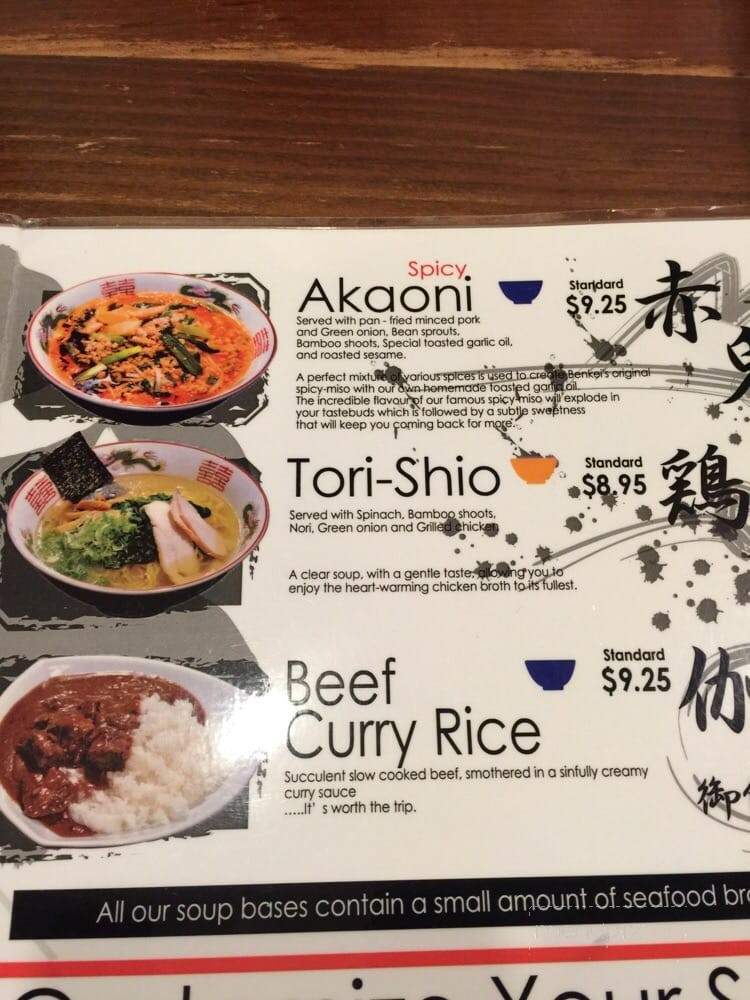 Spicy
Akaoni
Standard
$9.25
赤
Served with pan - fried minced pork
and Green onion, Bean sprouts,
Bamboo shoots, Special toasted garlic oil,
and roasted sesame.
A perfect mixture of various spices is used to create Benkei's original
spicy-miso with our own homemade toasted garlic oil.
The incredible flavour of our famous spicy-miso will explode in
your tastebuds which is followed by a subtle sweetness
that will keep you coming back for more.
Tori-Shio
Standard
$8.95
鶏
Served with Spinach, Bamboo shoots,
Nori, Green onion and Grilled chicken.
A clear soup, with a gentle taste, allowing you to
enjoy the heart-warming chicken broth to its fullest.
Beef
Curry Rice
Standard
$9.25
伽
御
Succulent slow cooked beef, smothered in a sinfully creamy
curry sauce
.....It's worth the trip.
All our soup bases contain a small amount of seafood
Your